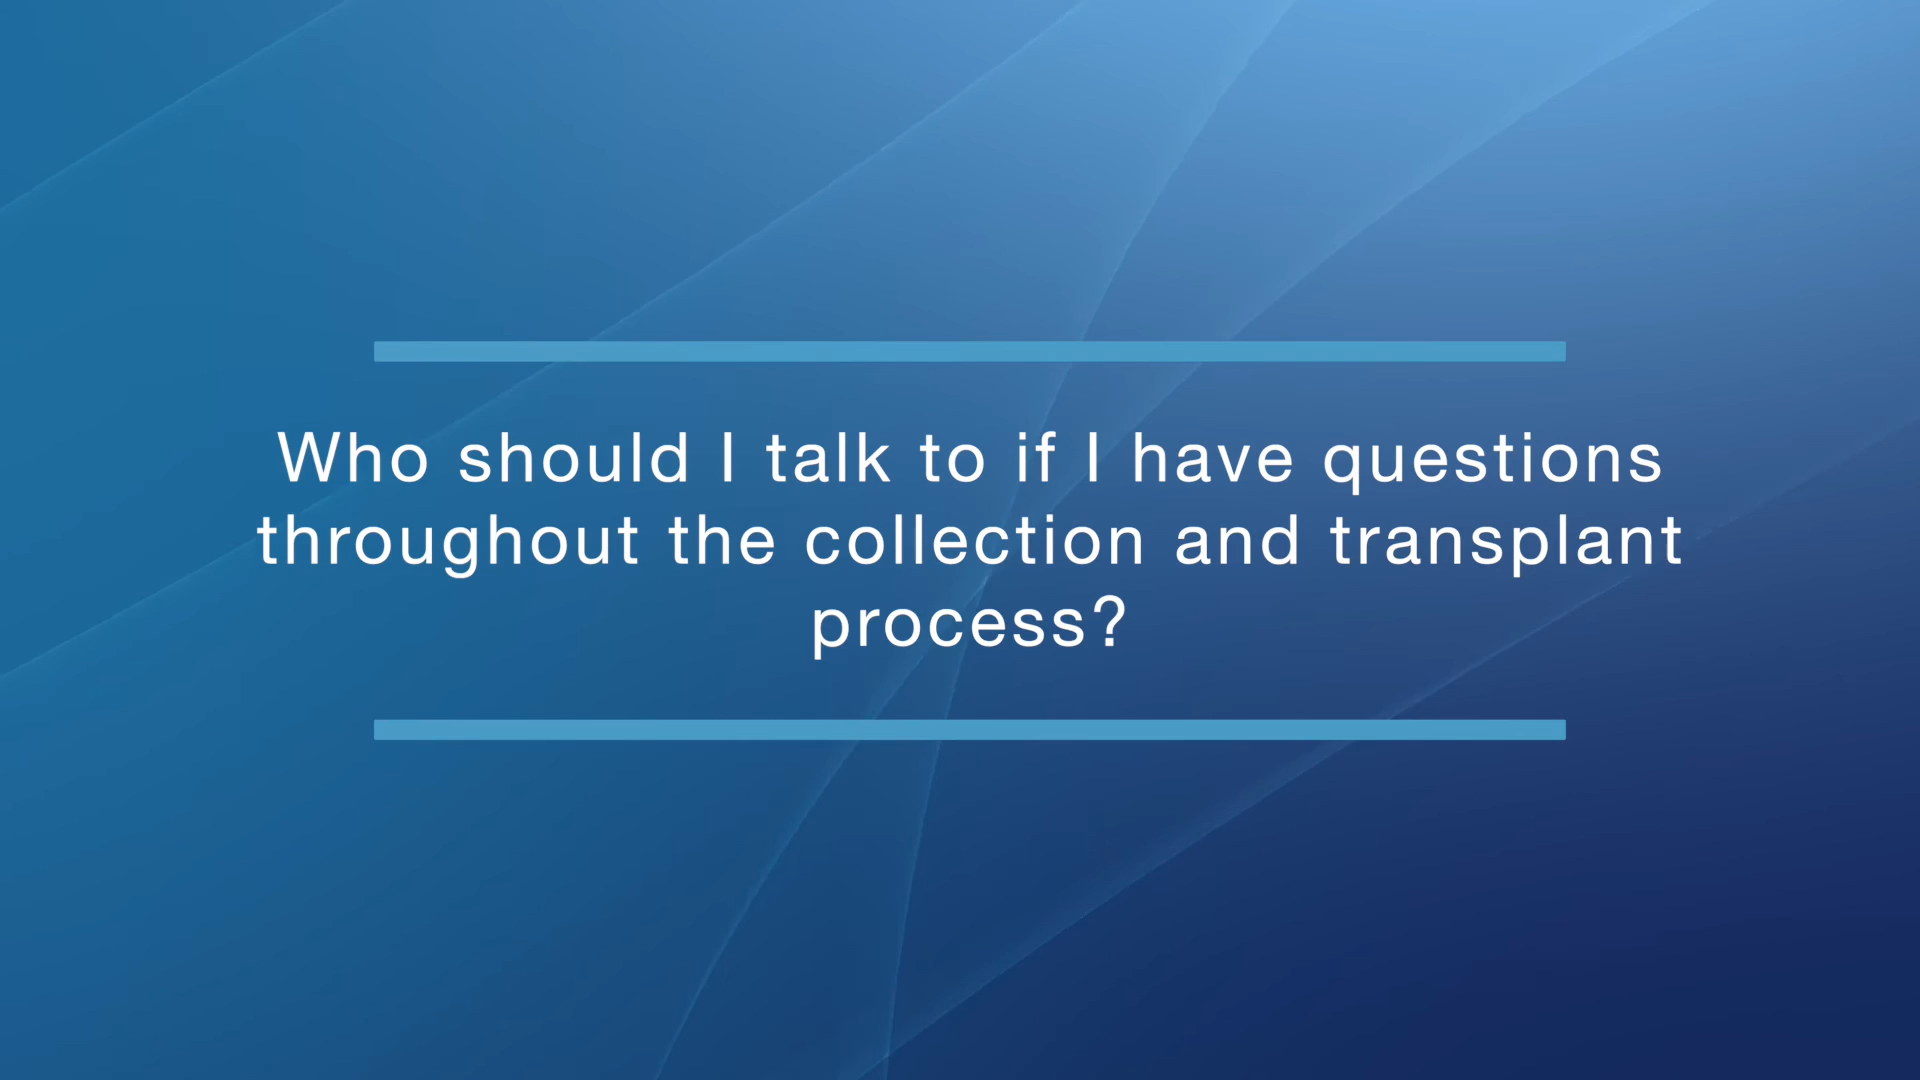 Who should I talk to if I have questions
throughout the collection and transplant
process?